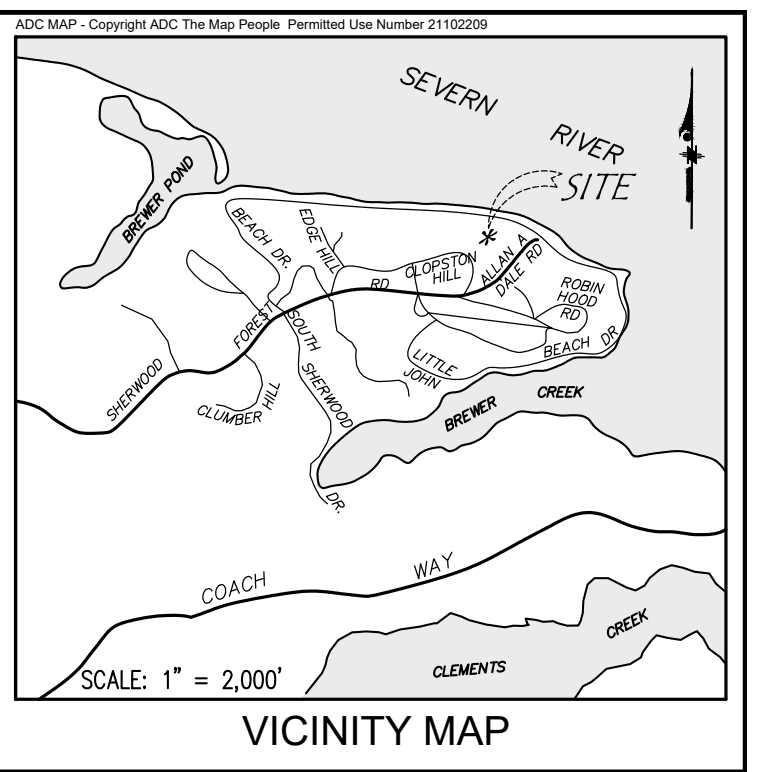 ADC MAP - Copyright ADC The Map People  Permitted Use Number 21102209
SEVERN
RIVER
SITE
BREWER POND
BEACH DR.
EDGE HILL
CLOPSTON
HILL
ALLAN A
DALE RD
RD
ROBIN
HOOD
RD
FOREST
SOUTH
SHERWOOD
DR.
BEACH DR
LITTLE
JOHN
SHERWOOD
CLUMBER HILL
BREWER CREEK
COACH WAY
CREEK
CLEMENTS
SCALE: 1" = 2,000'
VICINITY MAP